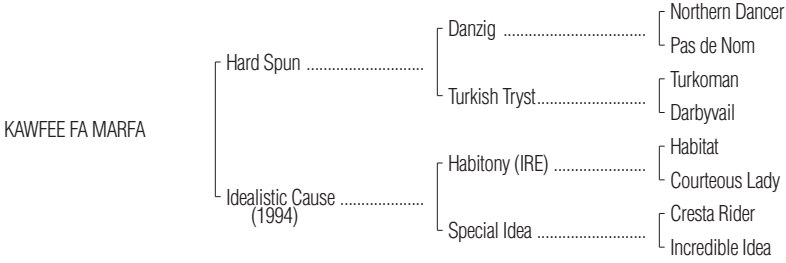 Northern Dancer
Danzig ................................
Pas de Nom
Hard Spun ..........................
Turkoman
Turkish Tryst........................
Darbyvail
KAWFEE FA MARFA
Habitat
Habitony (IRE) ....................
Courteous Lady
Idealistic Cause ..................
(1994)
Cresta Rider
Special Idea ........................
Incredible Idea